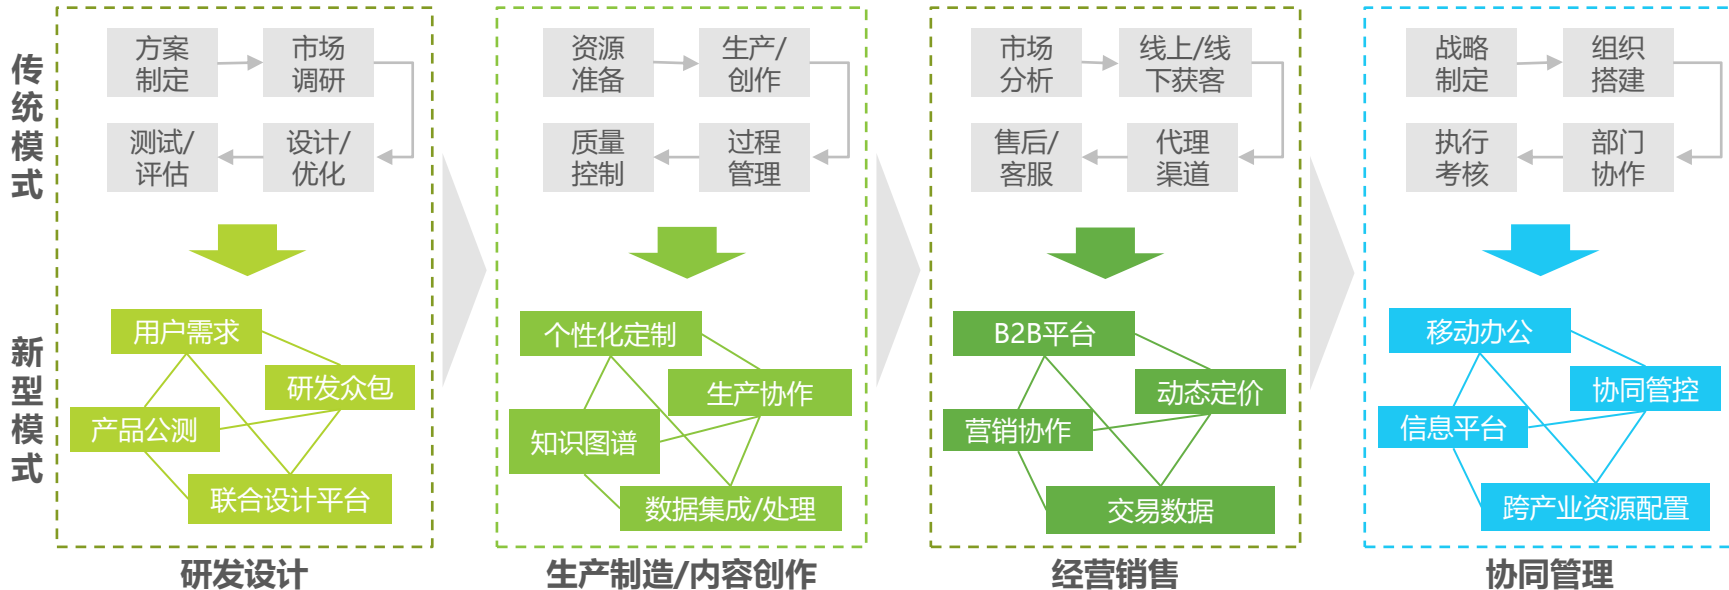 传统模式
方案
制定
市场
调研
测试/
评估
设计/
优化
资源
准备
生产/
创作
质量
控制
过程
管理
市场
分析
线上/线
下获客
售后/
客服
代理
渠道
战略
制定
组织
搭建
执行
考核
部门
协作
新型模式
用户需求
研发众包
产品公测
联合设计平台
个性化定制
生产协作
知识图谱
数据集成/处理
B2B平台
动态定价
营销协作
交易数据
移动办公
协同管控
信息平台
跨产业资源配置
研发设计
生产制造/内容创作
经营销售
协同管理